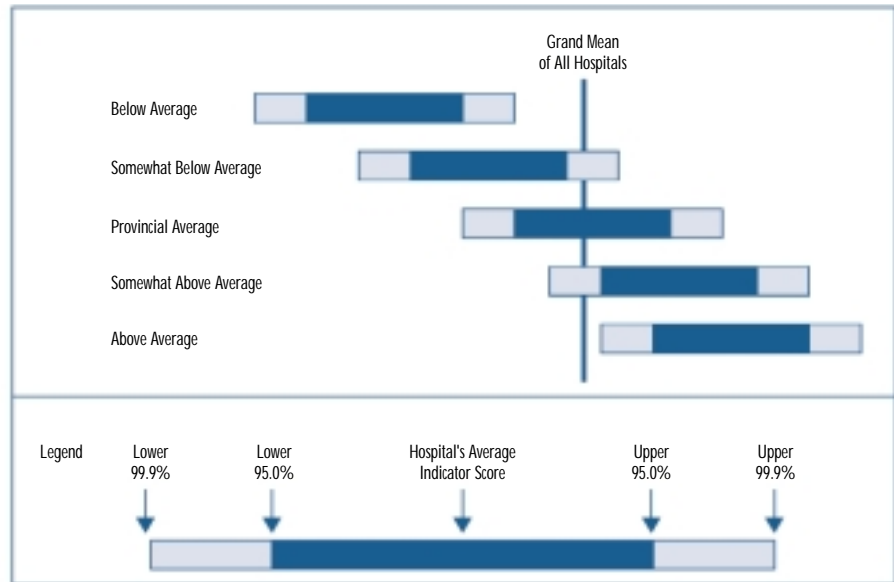 Grand Mean
of All Hospitals
Below Average
Somewhat Below Average
Provincial Average
Somewhat Above Average
Above Average
Legend
Lower
99.9%
Lower
95.0%
Hospital's Average
Indicator Score
Upper
95.0%
Upper
99.9%